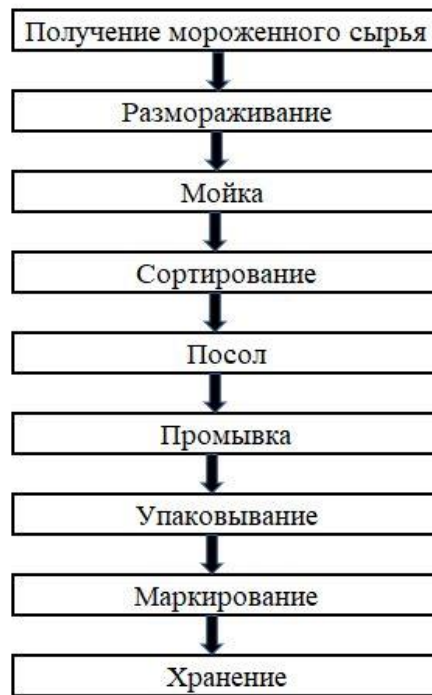 Получение мороженного сырья
Размораживание
Мойка
Сортирование
Посол
Промывка
Упаковывание
Маркирование
Хранение